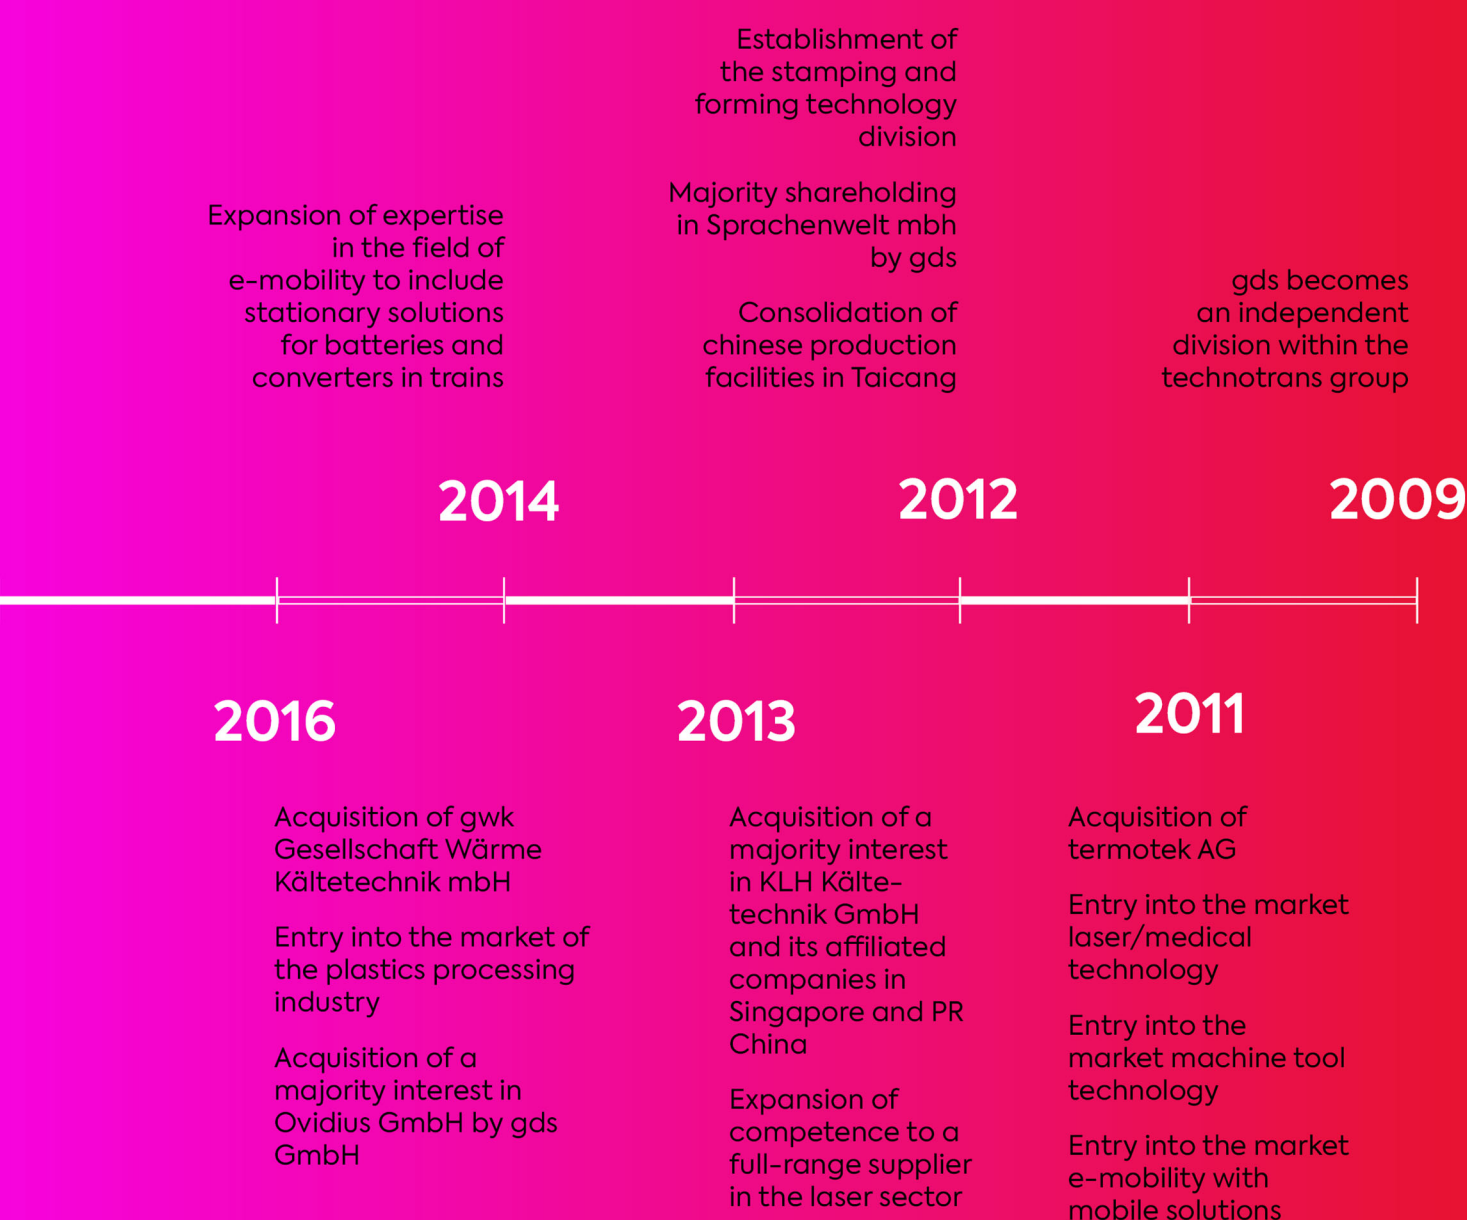 Establishment of
the stamping and
forming technology
division
Majority shareholding
in Sprachenwelt mbh
by gds
Consolidation of
chinese production
facilities in Taicang
Expansion of expertise
in the field of
e-mobility to include
stationary solutions
for batteries and
converters in trains
gds becomes
an independent
division within the
technotrans group
2014
2012
2009
2016
2013
2011
Acquisition of gwk
Gesellschaft Wärme
Kältetechnik mbH
Entry into the market of
the plastics processing
industry
Acquisition of a
majority interest in
Ovidius GmbH by gds
GmbH
Acquisition of a
majority interest
in KLH Kälte-
technik GmbH
and its affiliated
companies in
Singapore and PR
China
Expansion of
competence to a
full-range supplier
in the laser sector
Acquisition of
termotek AG
Entry into the market
laser/medical
technology
Entry into the
market machine tool
technology
Entry into the market
e-mobility with
mobile solutions